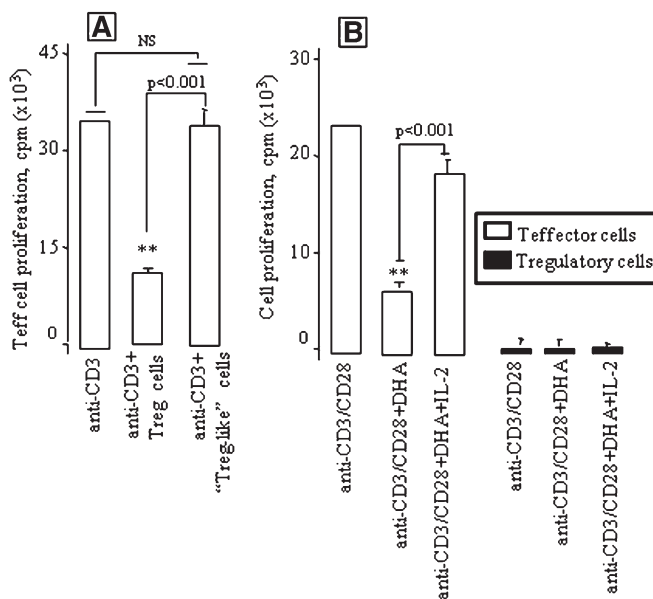 A
Teff cell proliferation, cpm (x10³)
45
30
15
0
NS
p<0.001
**
anti-CD3
anti-CD3+
Treg cells
anti-CD3+
“Treg-like” cells
B
Cell proliferation, cpm (x10³)
30
20
10
0
p<0.001
**
anti-CD3/CD28
anti-CD3/CD28+DHA
anti-CD3/CD28+DHA+IL-2
anti-CD3/CD28
anti-CD3/CD28+DHA
anti-CD3/CD28+DHA+IL-2
Teffector cells
Tregulatory cells